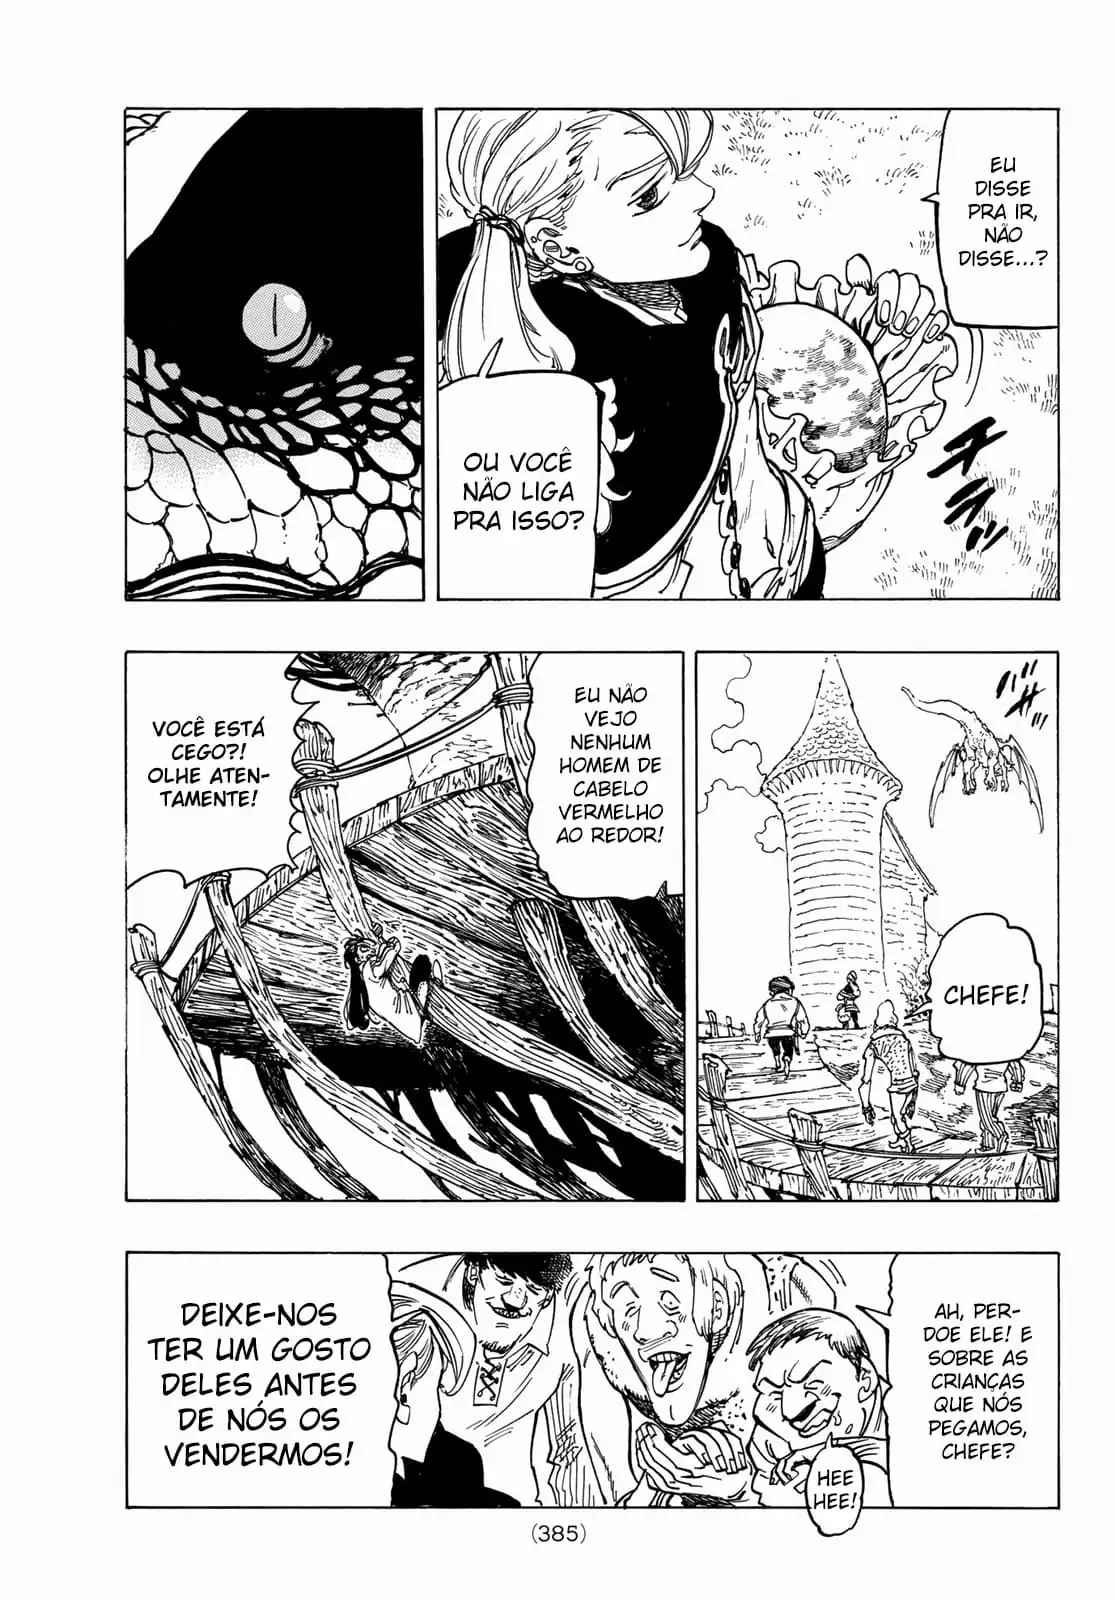 EU
DISSE
PRA IR,
NÃO
DISSE...?
OU VOCÊ
NÃO LIGA
PRA ISSO?
CHEFE!
EU NÃO
VEJO
NENHUM
HOMEM DE
CABELO
VERMELHO
AO REDOR!
VOCÊ ESTÁ
CEGO?!
OLHE ATEN-
TAMENTE!
AH, PER-
DOE ELE! E
SOBRE AS
CRIANÇAS
QUE NÓS
PEGAMOS,
CHEFE?
HEE
HEE!
DEIXE-NOS
TER UM GOSTO
DELES ANTES
DE NÓS OS
VENDERMOS!
(385)